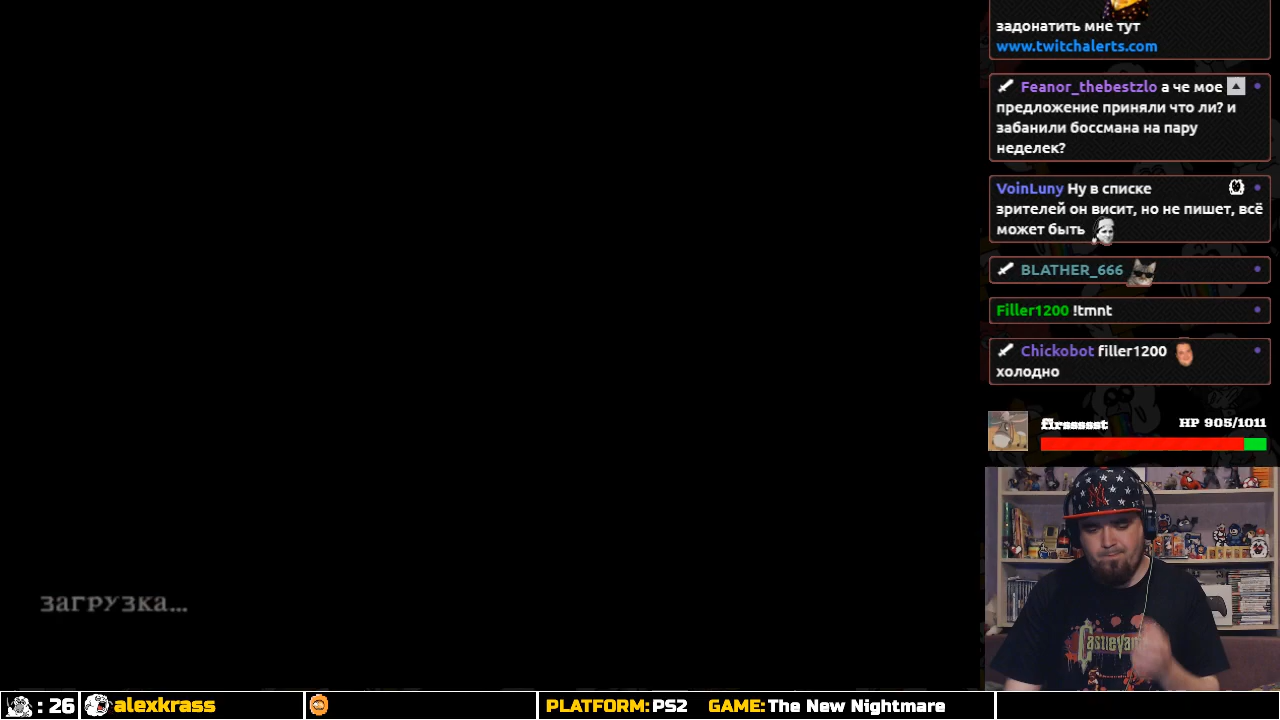 задонатить мне тут
www.twitchalerts.com
Feanor_thebestzlo а че мое
предложение приняли что ли? и
забанили боссмана на пару
неделек?
VoinLuny Ну в списке
зрителей он висит, но не пишет, всё
может быть
BLATHER_666
Filler1200 !tmnt
Chickobot filler1200
холодно
firssssst HP 905/1011
Castlevania
загрузка...
: 26 alexkrass PLATFORM: PS2 GAME: The New Nightmare